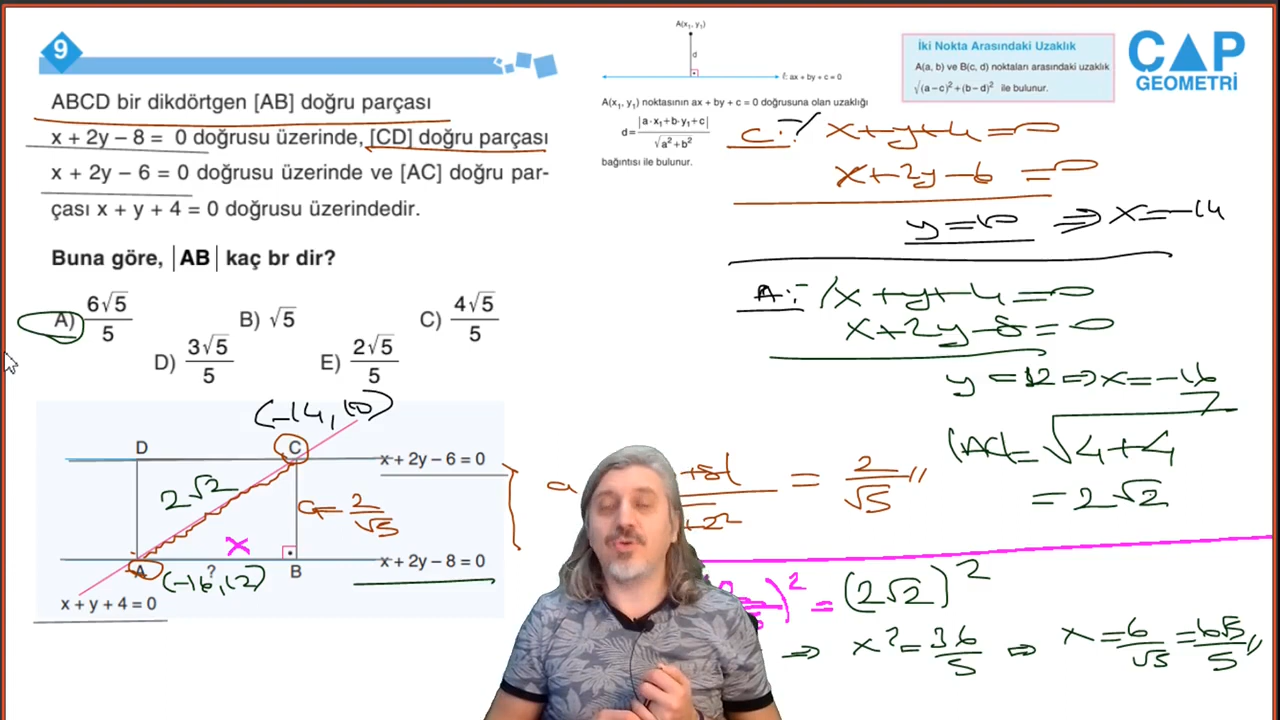 9
ABCD bir dikdörtgen [AB] doğru parçası
x + 2y – 8 = 0 doğrusu üzerinde, [CD] doğru parçası
x + 2y – 6 = 0 doğrusu üzerinde ve [AC] doğru par-
çası x + y + 4 = 0 doğrusu üzerindedir.
Buna göre, |AB| kaç br dir?
A) 6√5/5 B) √5 C) 4√5/5
D) 3√5/5 E) 2√5/5
A(x₁, y₁)
d
ℓ: ax + by + c = 0
A(x₁, y₁) noktasının ax + by + c = 0 doğrusuna olan uzaklığı
d = |a·x₁+b·y₁+c| / √a²+b²
bağıntısı ile bulunur.
İki Nokta Arasındaki Uzaklık
A(a, b) ve B(c, d) noktaları arasındaki uzaklık
√(a–c)²+(b–d)² ile bulunur.
CAP
GEOMETRİ
C:-/ x+y+4=0
x+2y-6=0
y=10 ⇒ x=-14
A:-/x+y+4=0
x+2y-8=0
y=12 ⇒ x=-16
|AC|=√4+4
=2√2
(-14,10)
D C
x + 2y – 6 = 0
2√2
a=2/√5
x
A (-16,12) ? B
x + 2y – 8 = 0
x + y + 4 = 0
= 2/√5
)² = (2√2)²
⇒ x²=36/5 ⇒ x=6/√5=6√5/5